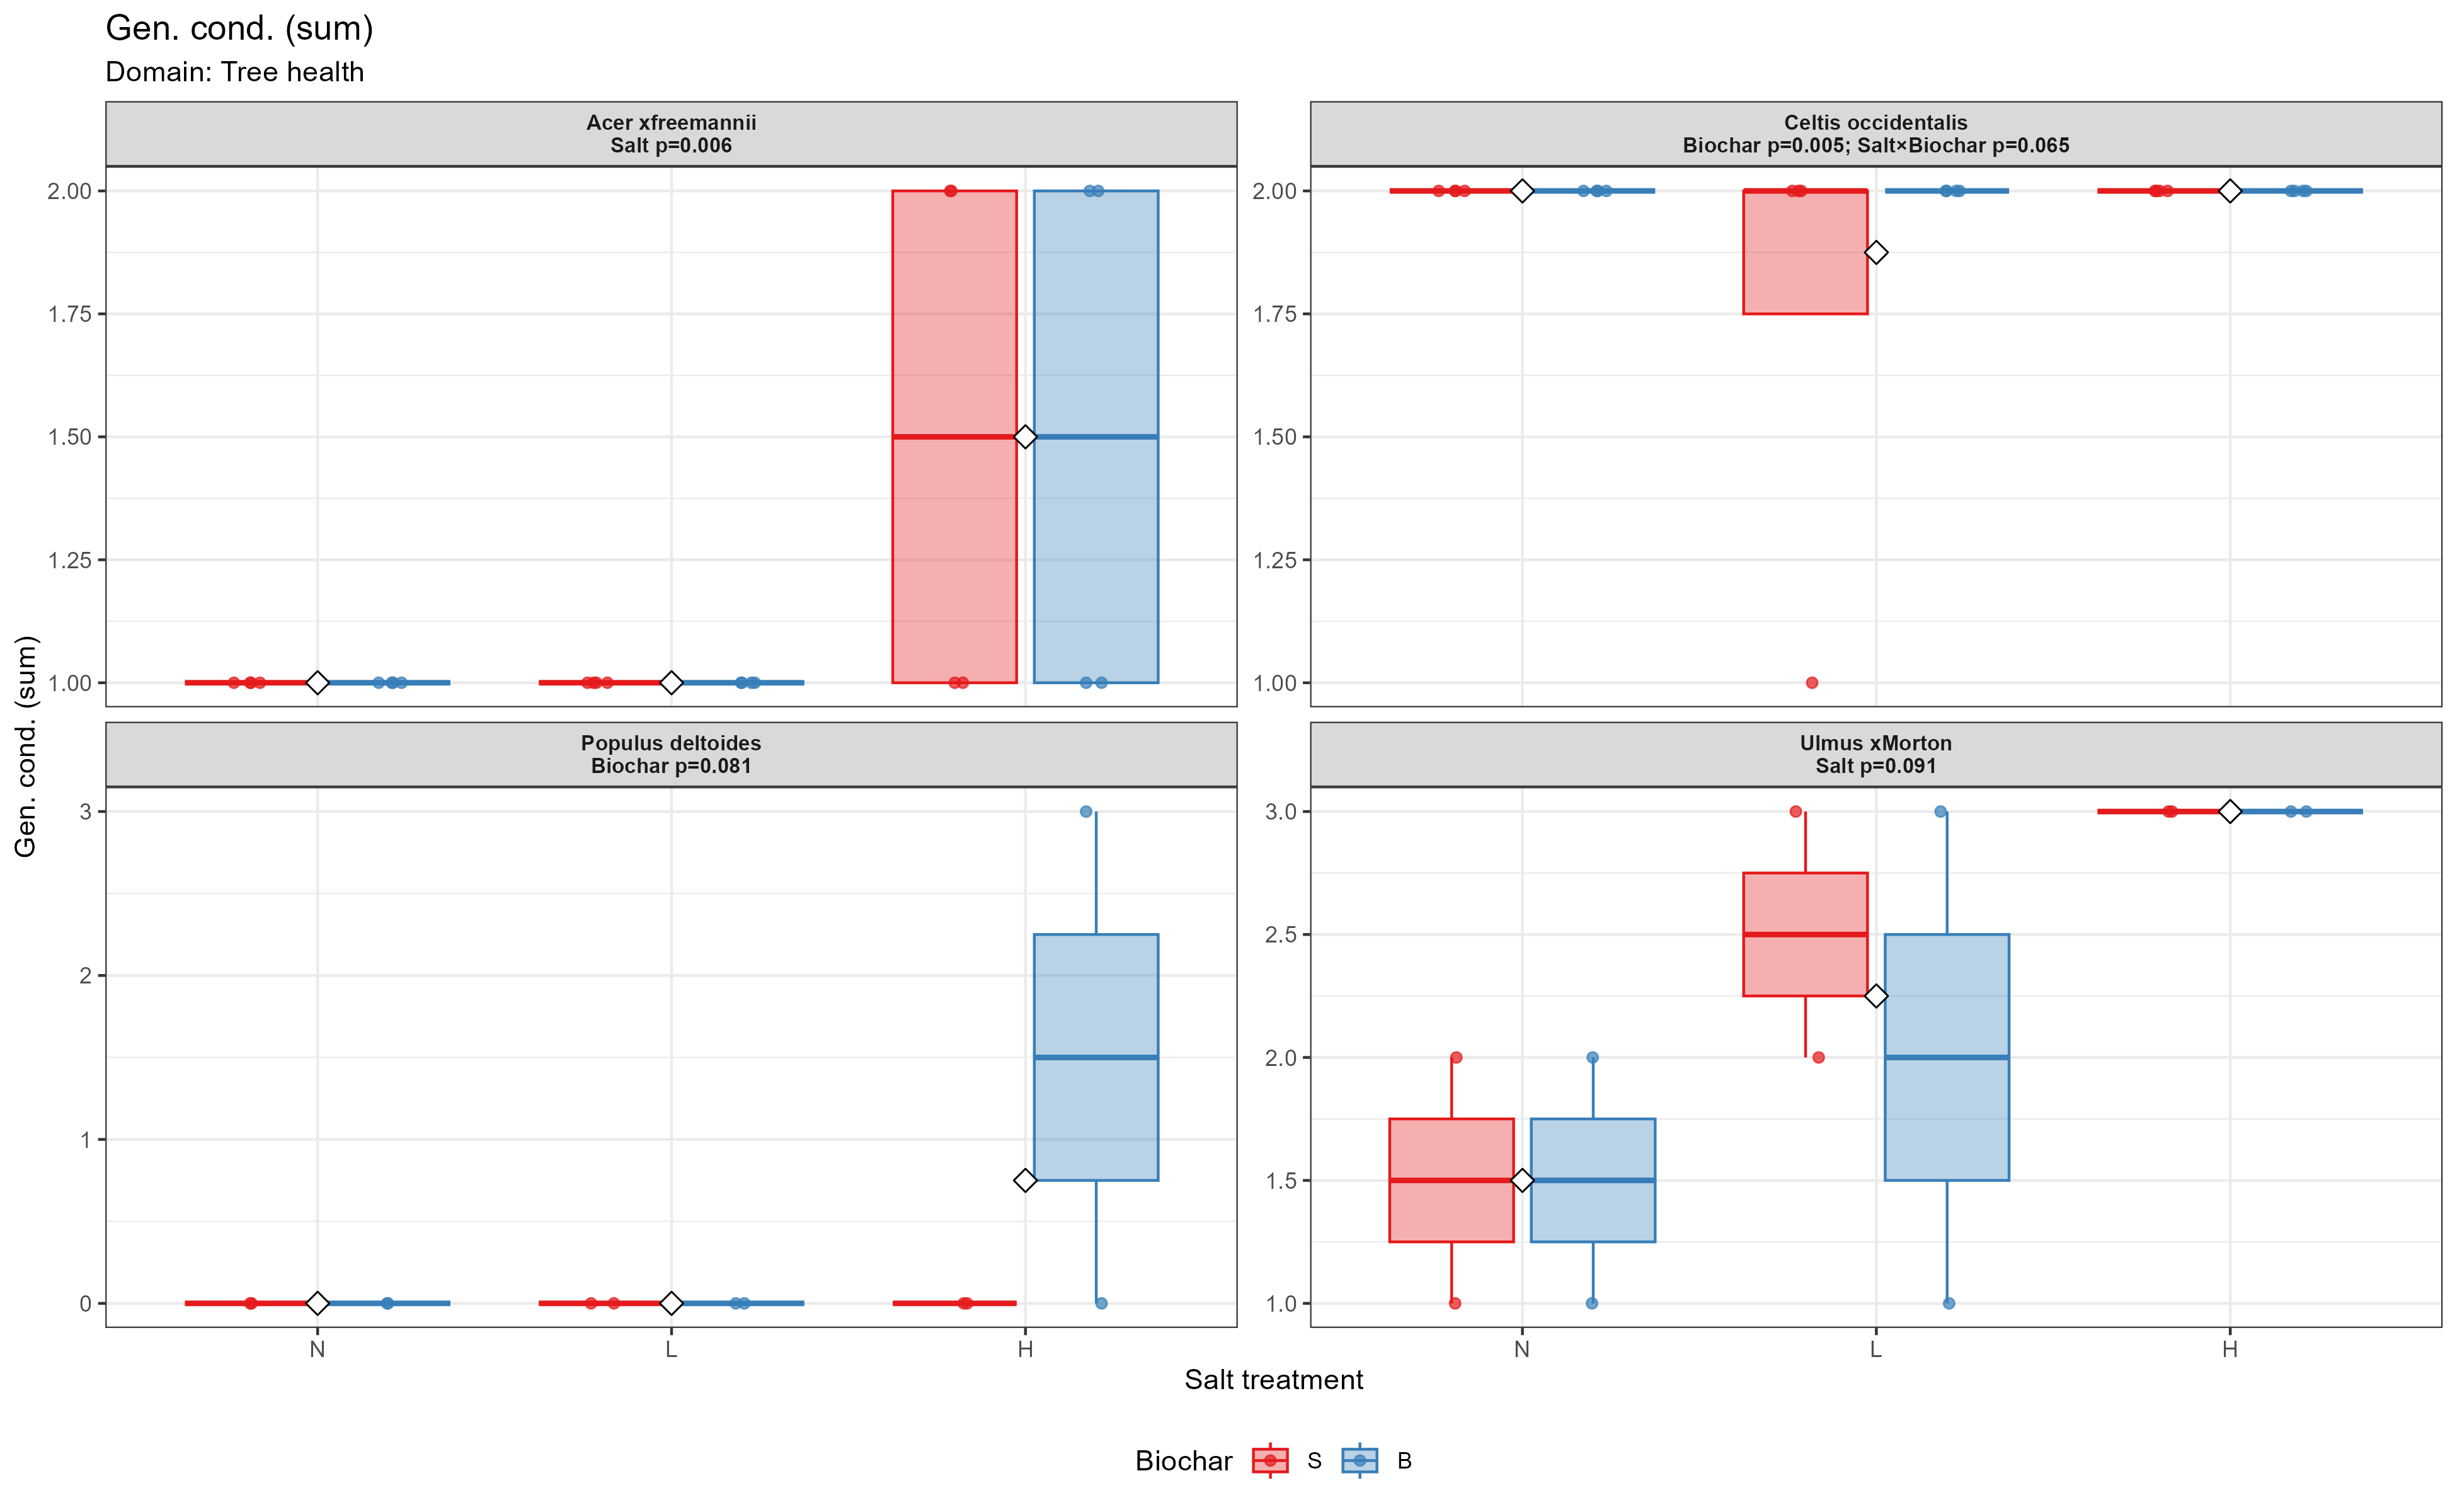 Gen. cond. (sum)
Domain: Tree health
Acer xfreemannii
Salt p=0.006
Celtis occidentalis
Biochar p=0.005; Salt×Biochar p=0.065
2.00
1.75
1.50
1.25
1.00
2.00
1.75
1.50
1.25
1.00
Gen. cond. (sum)
Populus deltoides
Biochar p=0.081
Ulmus xMorton
Salt p=0.091
3
2
1
0
3.0
2.5
2.0
1.5
1.0
N L H
N L H
Salt treatment
Biochar S B